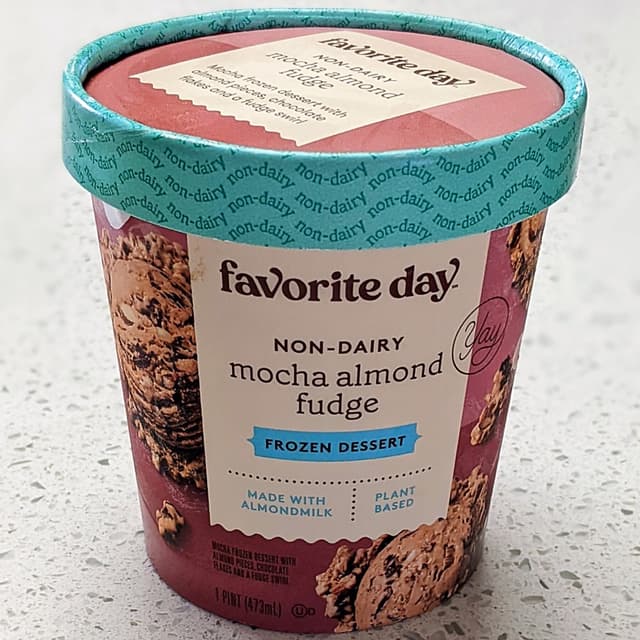 favorite day
NON-DAIRY
mocha almond
fudge
Mocha frozen dessert with
almond pieces, chocolate
flakes and a fudge swirl
non-dairy non-dairy non-dairy non-dairy non-dairy non-dairy
favorite day
NON-DAIRY
mocha almond
fudge
Yay
FROZEN DESSERT
MADE WITH
ALMONDMILK
PLANT
BASED
MOCHA FROZEN DESSERT WITH
ALMOND PIECES, CHOCOLATE
FLAKES AND A FUDGE SWIRL
1 PINT (473mL) U D